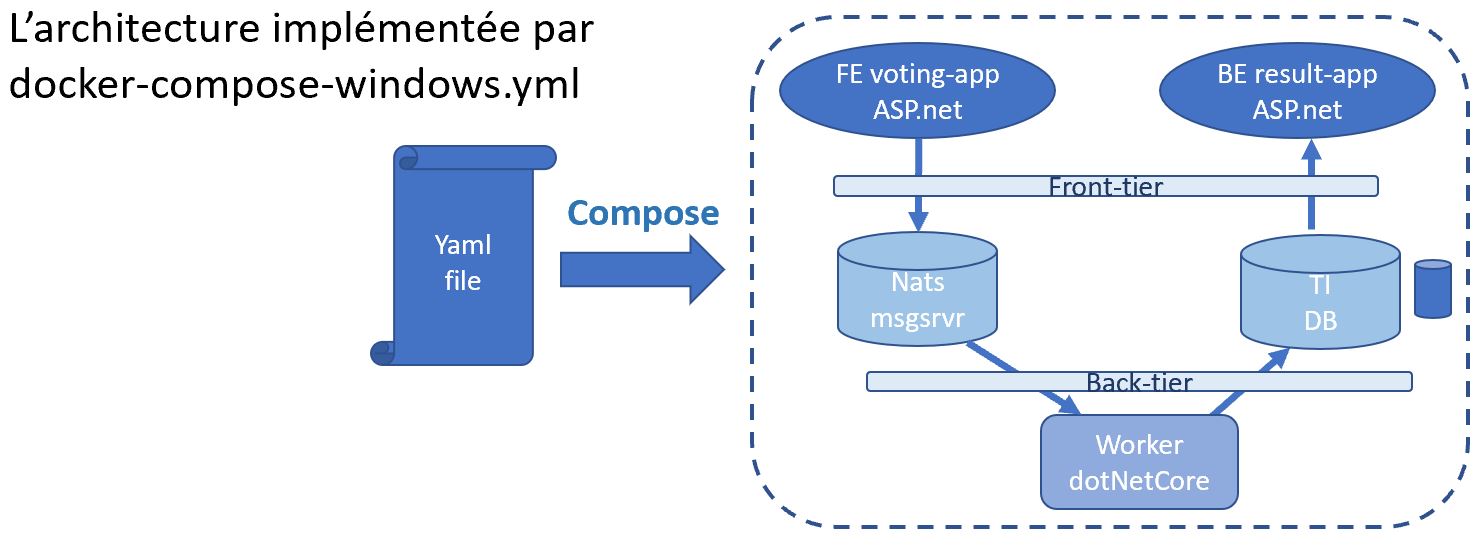 L’architecture implémentée par
docker-compose-windows.yml
Yaml
file
Compose
FE voting-app
ASP.net
BE result-app
ASP.net
Front-tier
Nats
msgsrvr
TI
DB
Back-tier
Worker
dotNetCore